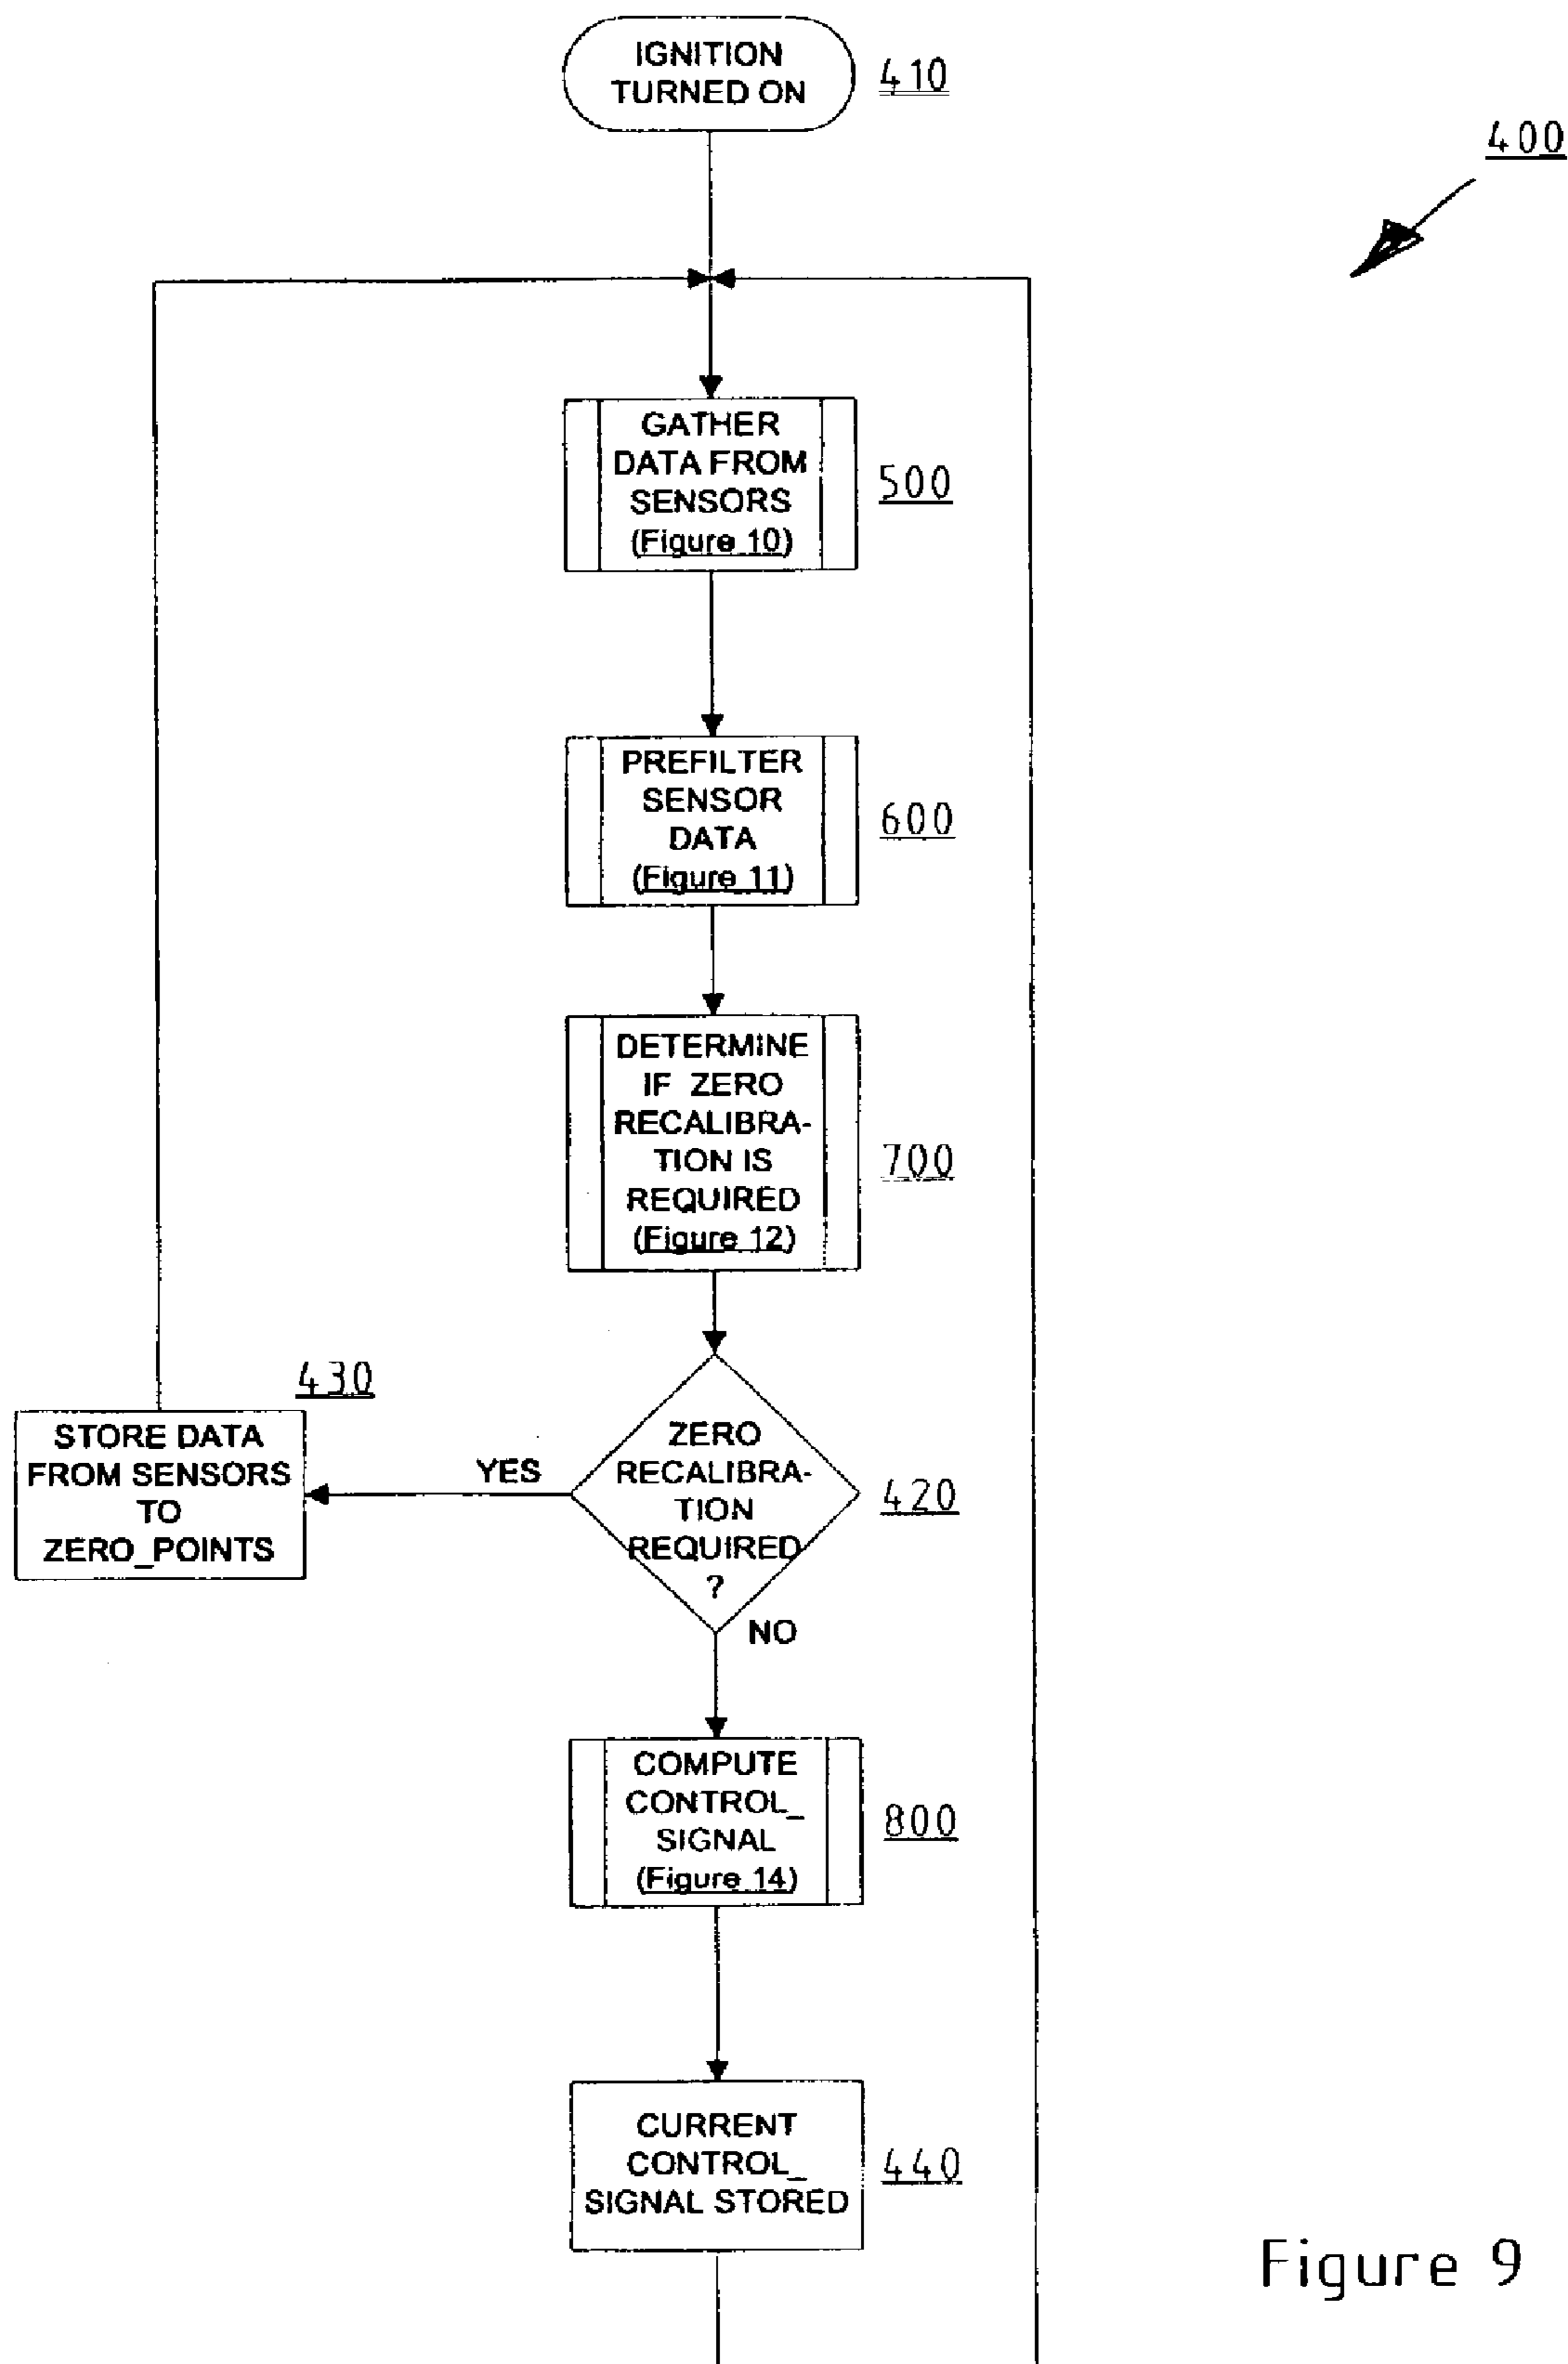 IGNITION
TURNED ON
410
400
GATHER
DATA FROM
SENSORS
(Figure 10)
500
PREFILTER
SENSOR
DATA
(Figure 11)
600
DETERMINE
IF ZERO
RECALIBRA-
TION IS
REQUIRED
(Figure 12)
700
430
STORE DATA
FROM SENSORS
TO
ZERO_POINTS
YES
ZERO
RECALIBRA-
TION
REQUIRED
?
420
NO
COMPUTE
CONTROL_
SIGNAL
(Figure 14)
800
CURRENT
CONTROL_
SIGNAL STORED
440
Figure 9